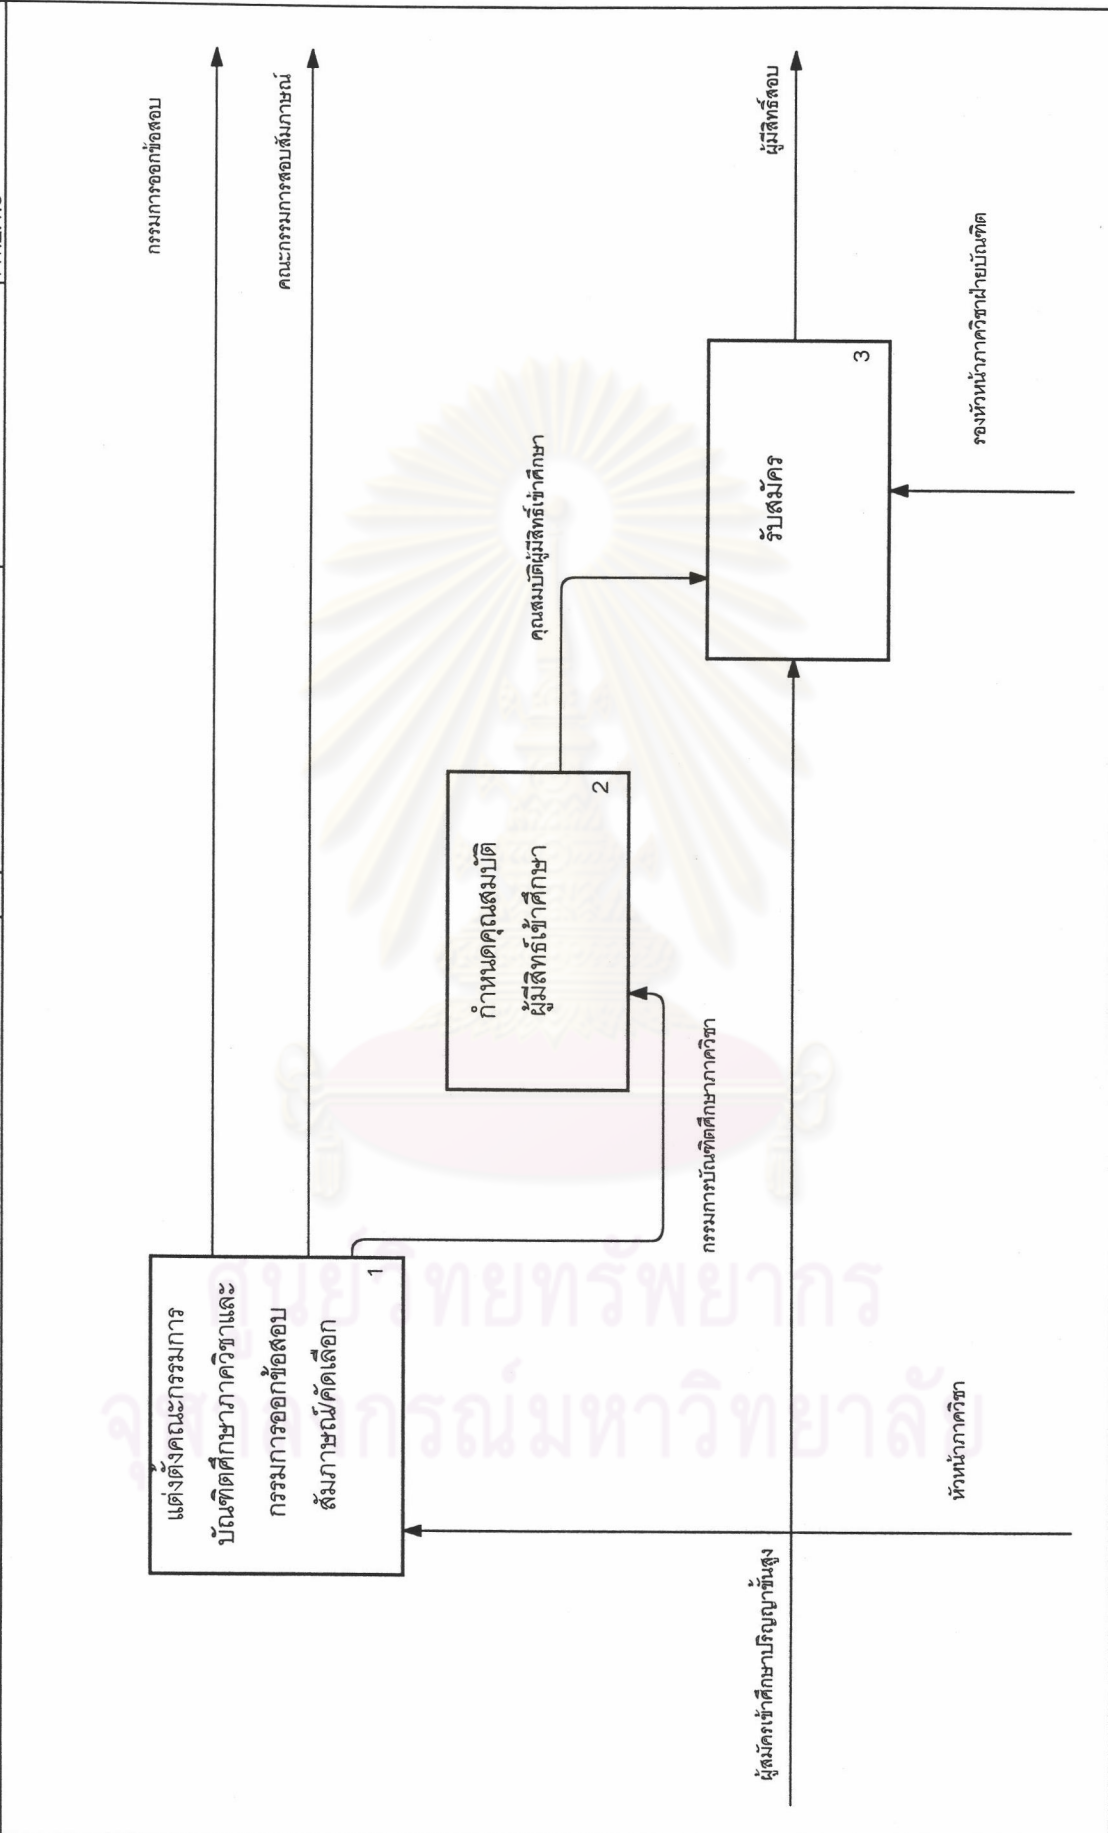 กรรมการออกข้อสอบ
คณะกรรมการสอบสัมภาษณ์
แต่งตั้งคณะกรรมการ
บัณฑิตศึกษาภาควิชาและ
กรรมการออกข้อสอบ
สัมภาษณ์/คัดเลือก
1
กำหนดคุณสมบัติ
ผู้มีสิทธิ์เข้าศึกษา
2
คุณสมบัติผู้มีสิทธิ์เข้าศึกษา
กรรมการบัณฑิตศึกษาภาควิชา
ผู้สมัครเข้าศึกษาปริญญาขั้นสูง
รับสมัคร
3
ผู้มีสิทธิ์สอบ
หัวหน้าภาควิชา
รองหัวหน้าภาควิชาฝ่ายบัณฑิต
ศูนย์วิทยทรัพยากร
จุฬาลงกรณ์มหาวิทยาลัย